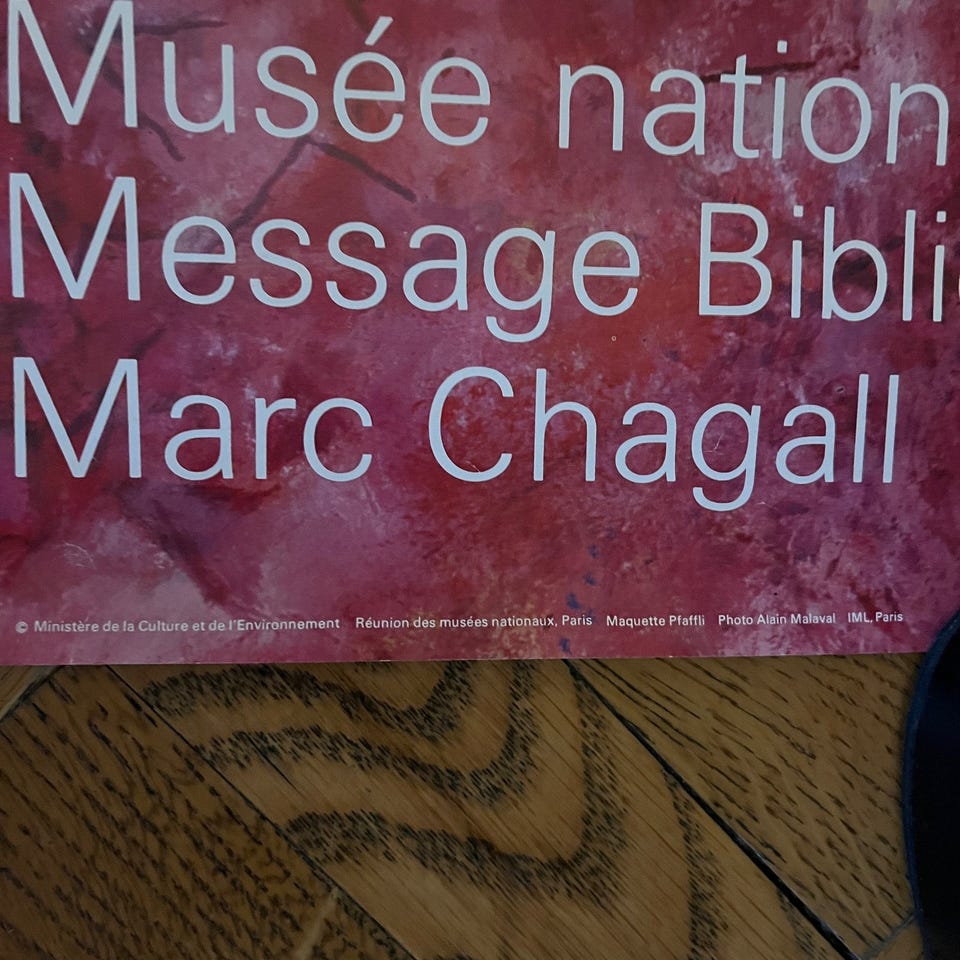 Musée nation
Message Bibli
Marc Chagall
© Ministère de la Culture et de l'Environnement Réunion des musées nationaux, Paris Maquette Pfaffli Photo Alain Malaval IML, Paris